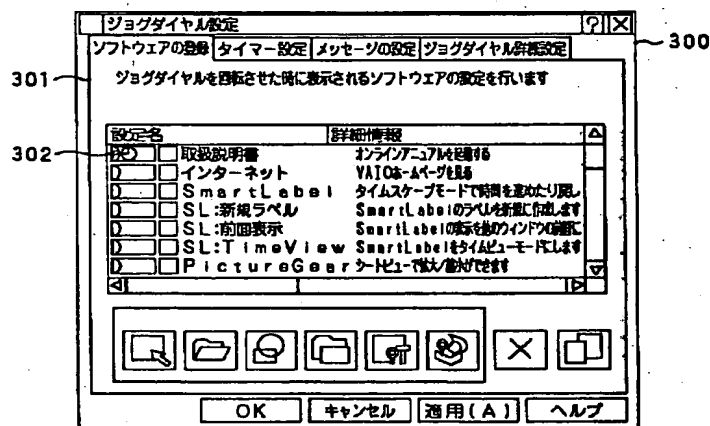 ジョグダイヤル設定
ソフトウェアの登録 タイマー設定 メッセージの設定 ジョグダイヤル詳細設定
300
301
ジョグダイヤルを回転させた時に表示されるソフトウェアの設定を行います
設定名 詳細情報
302
取扱説明書 オンラインマニュアルを起動する
インターネット VAIOホームページを見る
SmartLabel タイムスケープモードで時間を進めたり戻し
SL:新規ラベル SmartLabelのラベルを新規に作成します
SL:前面表示 SmartLabelの表示を他のウィンドウの前面に
SL:TimeView SmartLabelをタイムビューモードにします
PictureGear シートビューで拡大/縮小ができます
OK キャンセル 適用(A) ヘルプ